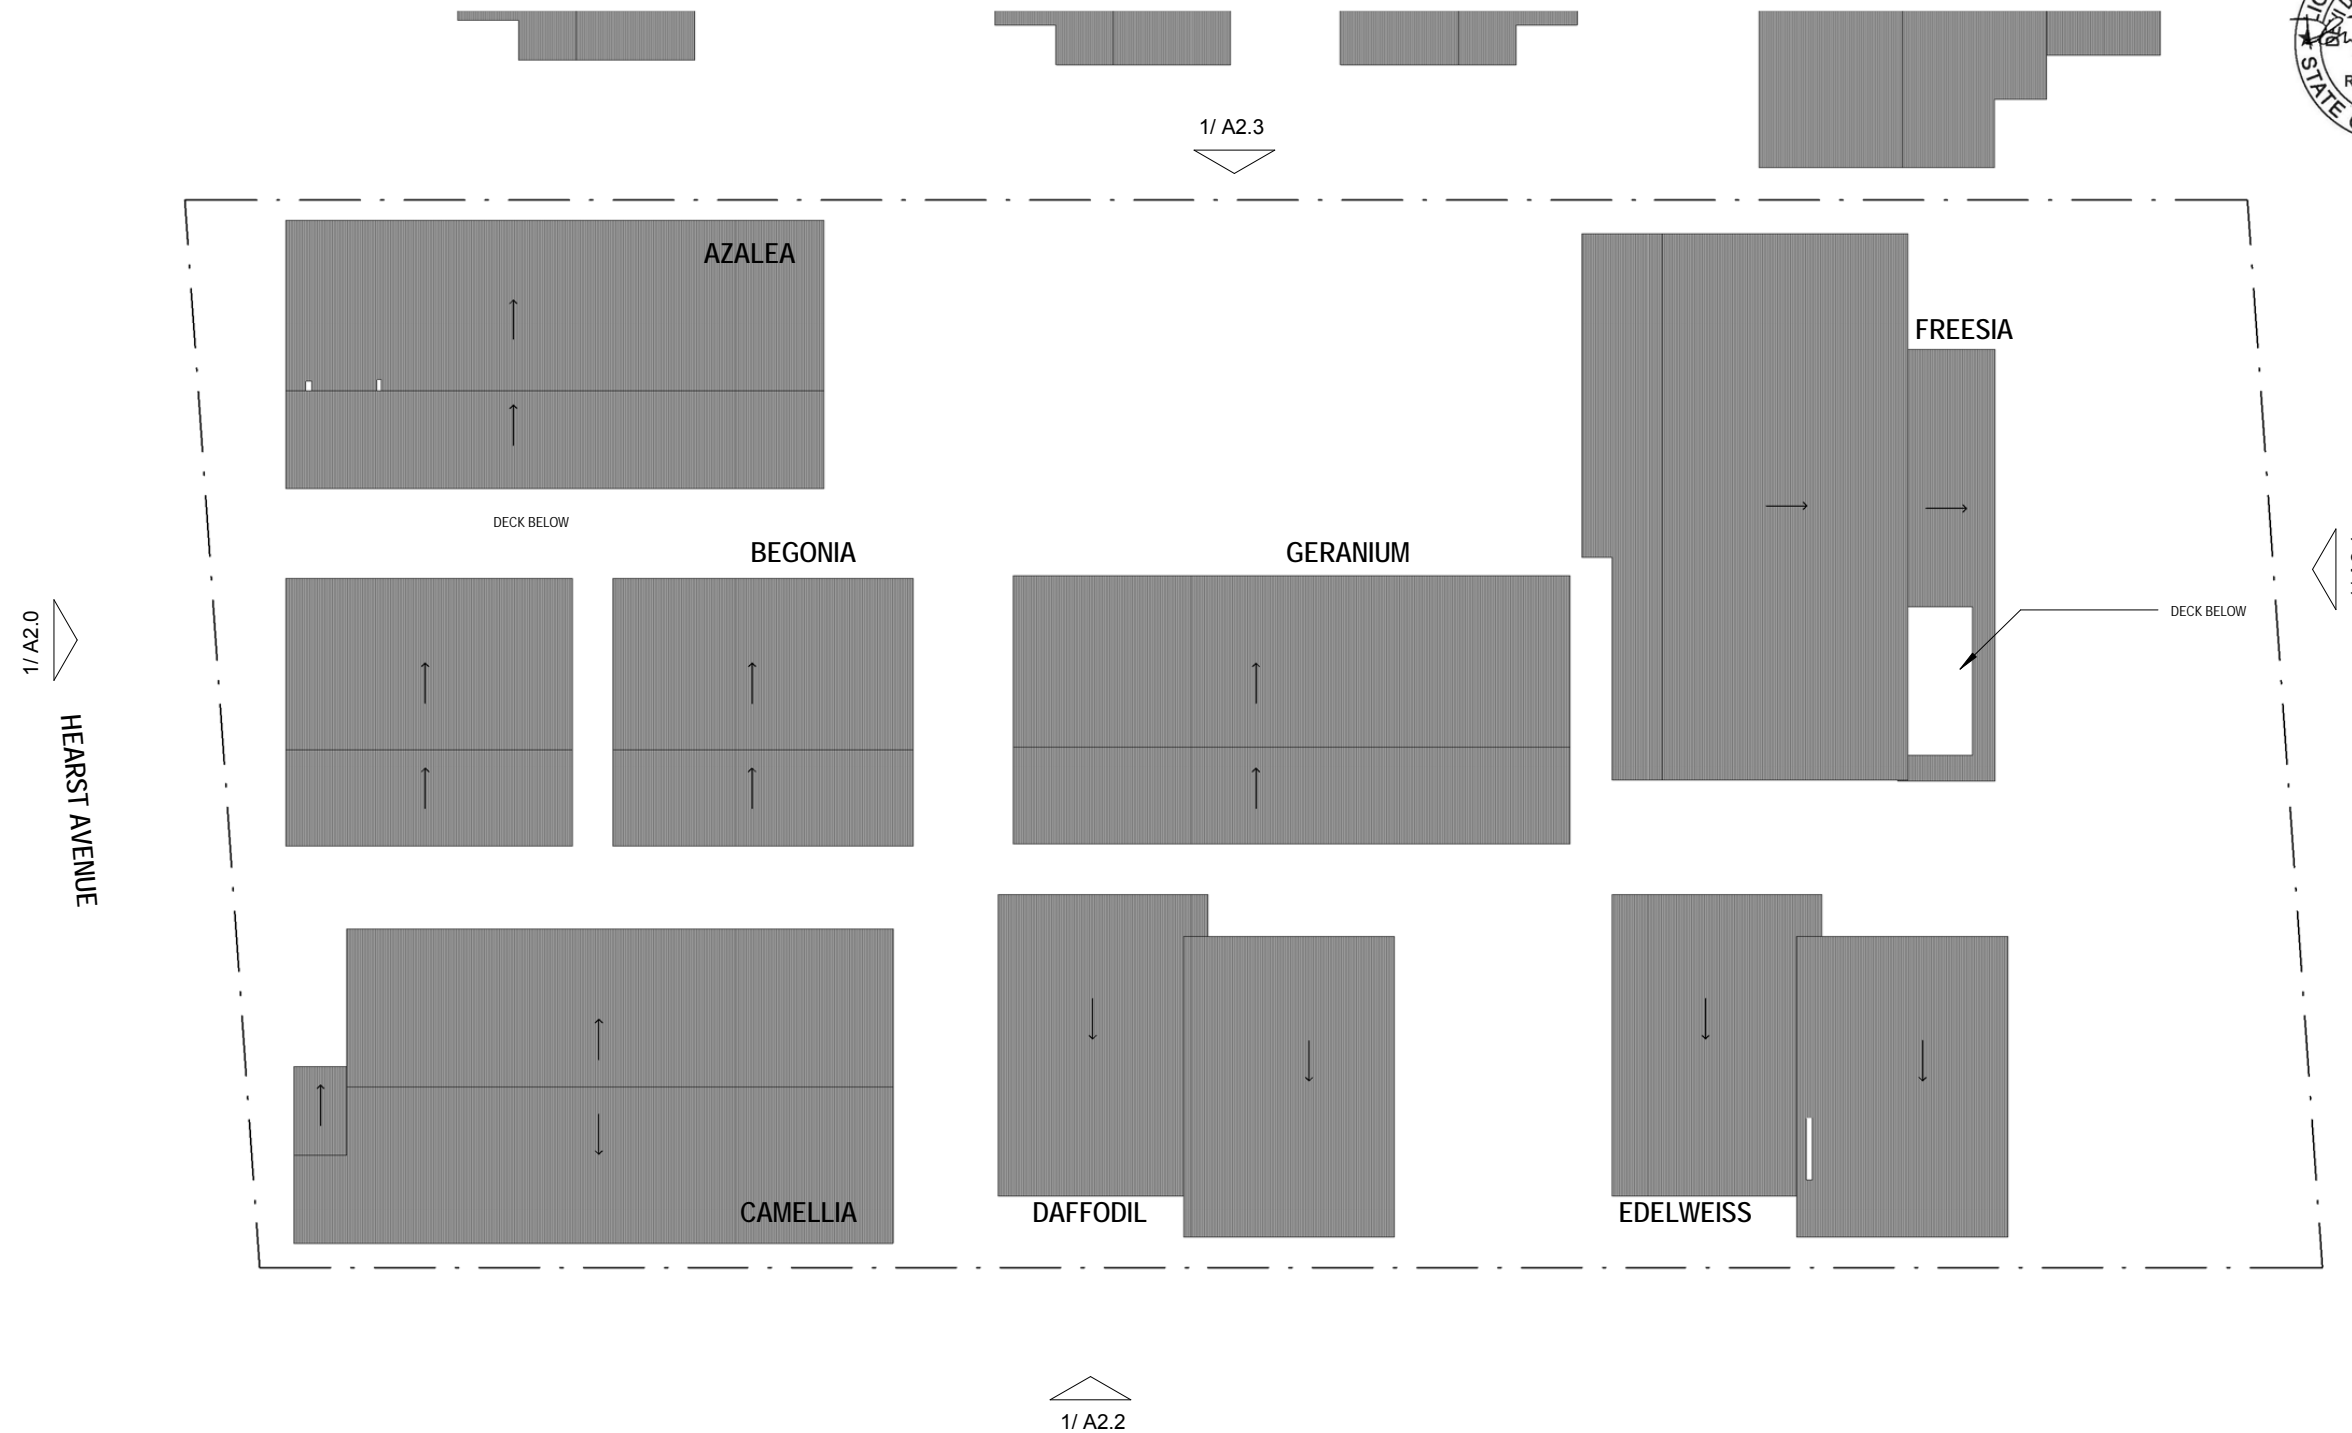 1/ A2.3
STATE
AZALEA
FREESIA
DECK BELOW
BEGONIA
GERANIUM
DECK BELOW
1/ A2.0
HEARST AVENUE
CAMELLIA
DAFFODIL
EDELWEISS
1/ A2.2